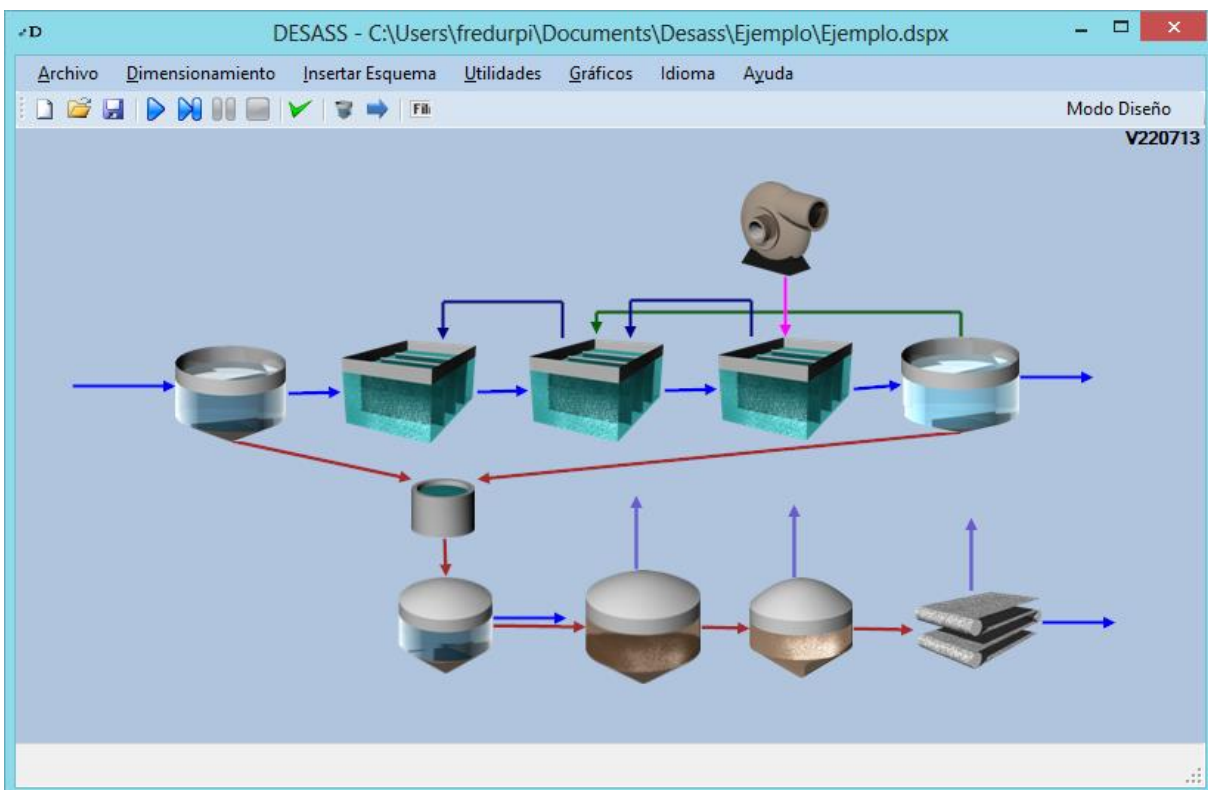 D
DESASS - C:\Users\fredurpi\Documents\Desass\Ejemplo\Ejemplo.dspx
Archivo Dimensionamiento Insertar Esquema Utilidades Gráficos Idioma Ayuda
Modo Diseño
V220713